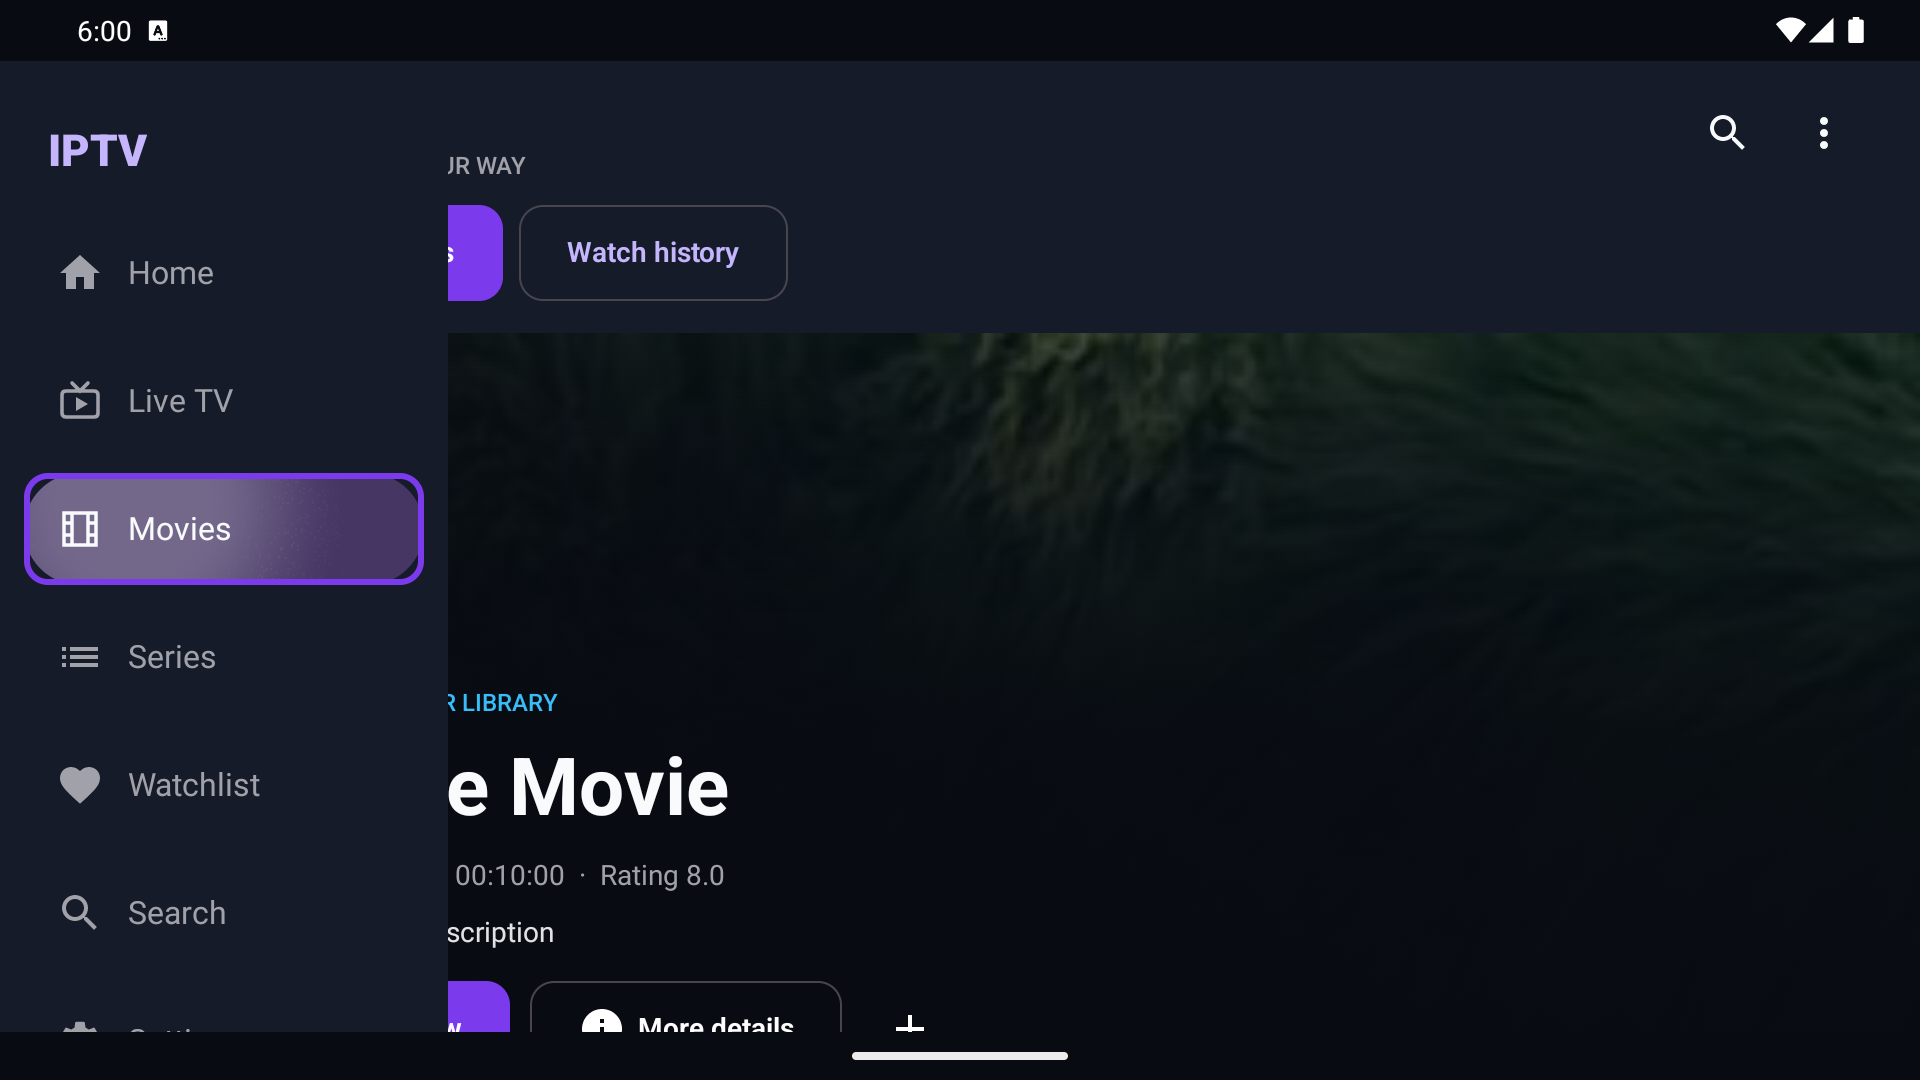 6:00
IPTV
UR WAY
s
Watch history
Home
Live TV
Movies
Series
R LIBRARY
Watchlist
e Movie
00:10:00 · Rating 8.0
Search
scription
w
More details